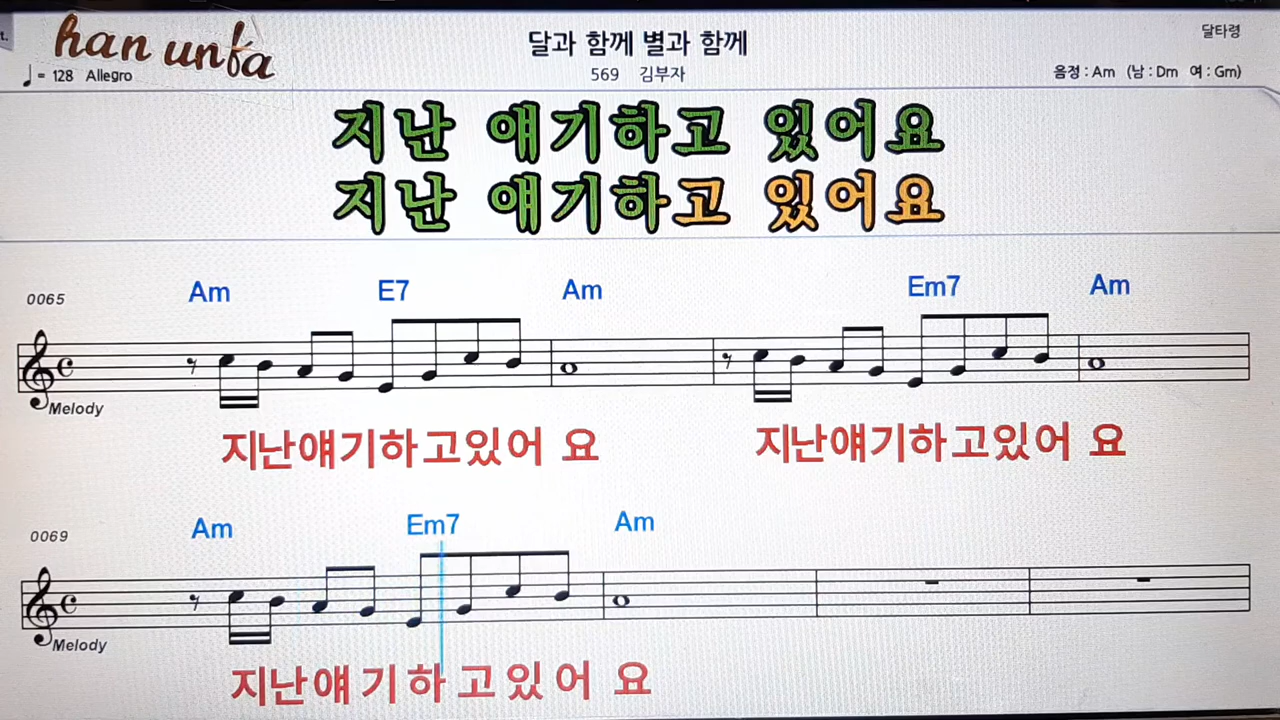 t.
han unfa
달과 함께 별과 함께
달타령
♩= 128 Allegro
569 김부자
음정 : Am (남 : Dm 여 : Gm)
지난 얘기하고 있어요
지난 얘기하고 있어요
0065 Am E7 Am Em7 Am
Melody
지난얘기하고있어 요 지난얘기하고있어 요
0069 Am Em7 Am
Melody
지난얘기하고있어 요